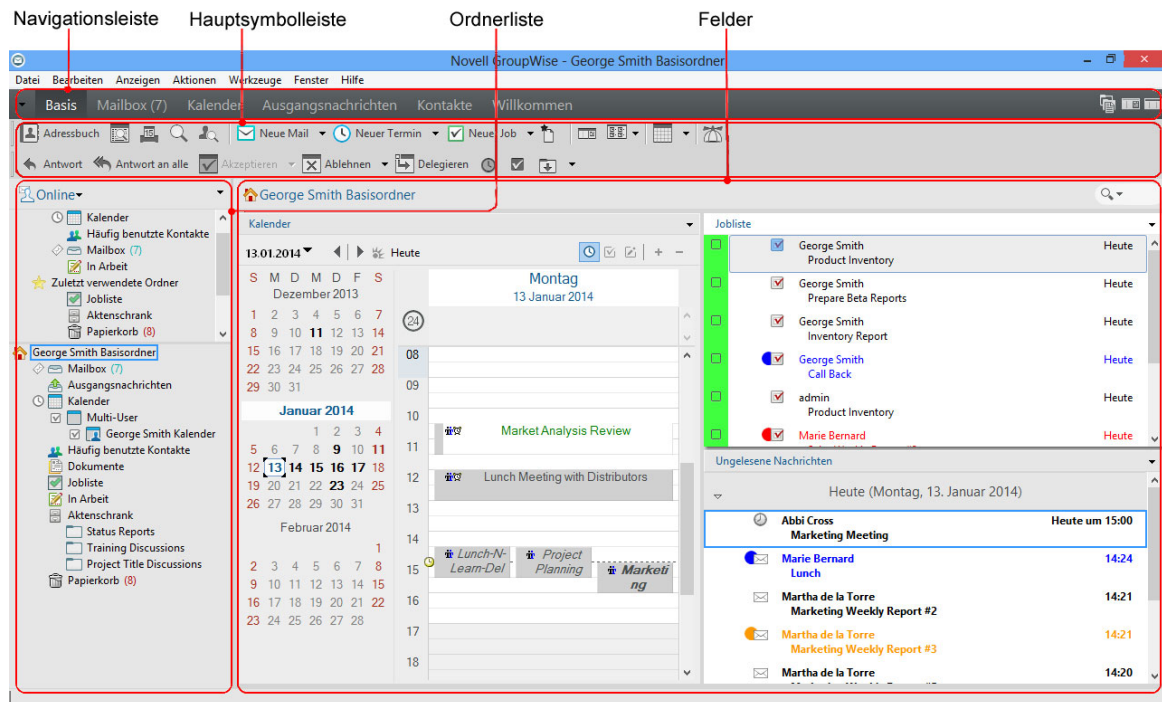 Navigationsleiste Hauptsymbolleiste Ordnerliste Felder
Novell GroupWise - George Smith Basisordner
Datei Bearbeiten Anzeigen Aktionen Werkzeuge Fenster Hilfe
Basis Mailbox (7) Kalender Ausgangsnachrichten Kontakte Willkommen
Adressbuch Neue Mail Neuer Termin Neuer Job
Antwort Antwort an alle Akzeptieren Ablehnen Delegieren
Online
Kalender
Häufig benutzte Kontakte
Mailbox (7)
In Arbeit
Zuletzt verwendete Ordner
Jobliste
Aktenschrank
Papierkorb (8)
George Smith Basisordner
Mailbox (7)
Ausgangsnachrichten
Kalender
Multi-User
George Smith Kalender
Häufig benutzte Kontakte
Dokumente
Jobliste
In Arbeit
Aktenschrank
Status Reports
Training Discussions
Project Title Discussions
Papierkorb (8)
George Smith Basisordner
Kalender
13.01.2014 Heute
S M D M D F S
Dezember 2013
1 2 3 4 5 6 7
8 9 10 11 12 13 14
15 16 17 18 19 20 21
22 23 24 25 26 27 28
29 30 31
Januar 2014
1 2 3 4
5 6 7 8 9 10 11
12 13 14 15 16 17 18
19 20 21 22 23 24 25
26 27 28 29 30 31
Februar 2014
1
2 3 4 5 6 7 8
9 10 11 12 13 14 15
16 17 18 19 20 21 22
23 24 25 26 27 28
Montag
13 Januar 2014
24
08
09
10
Market Analysis Review
11
12 Lunch Meeting with Distributors
13
14
Lunch-N- Project
15 Learn-Del Planning Marketi
ng
16
17
18
Jobliste
George Smith Heute
Product Inventory
George Smith Heute
Prepare Beta Reports
George Smith Heute
Inventory Report
George Smith Heute
Call Back
admin Heute
Product Inventory
Marie Bernard Heute
Ungelesene Nachrichten
Heute (Montag, 13. Januar 2014)
Abbi Cross Heute um 15:00
Marketing Meeting
Marie Bernard 14:24
Lunch
Martha de la Torre 14:21
Marketing Weekly Report #2
Martha de la Torre 14:21
Marketing Weekly Report #3
Martha de la Torre 14:20